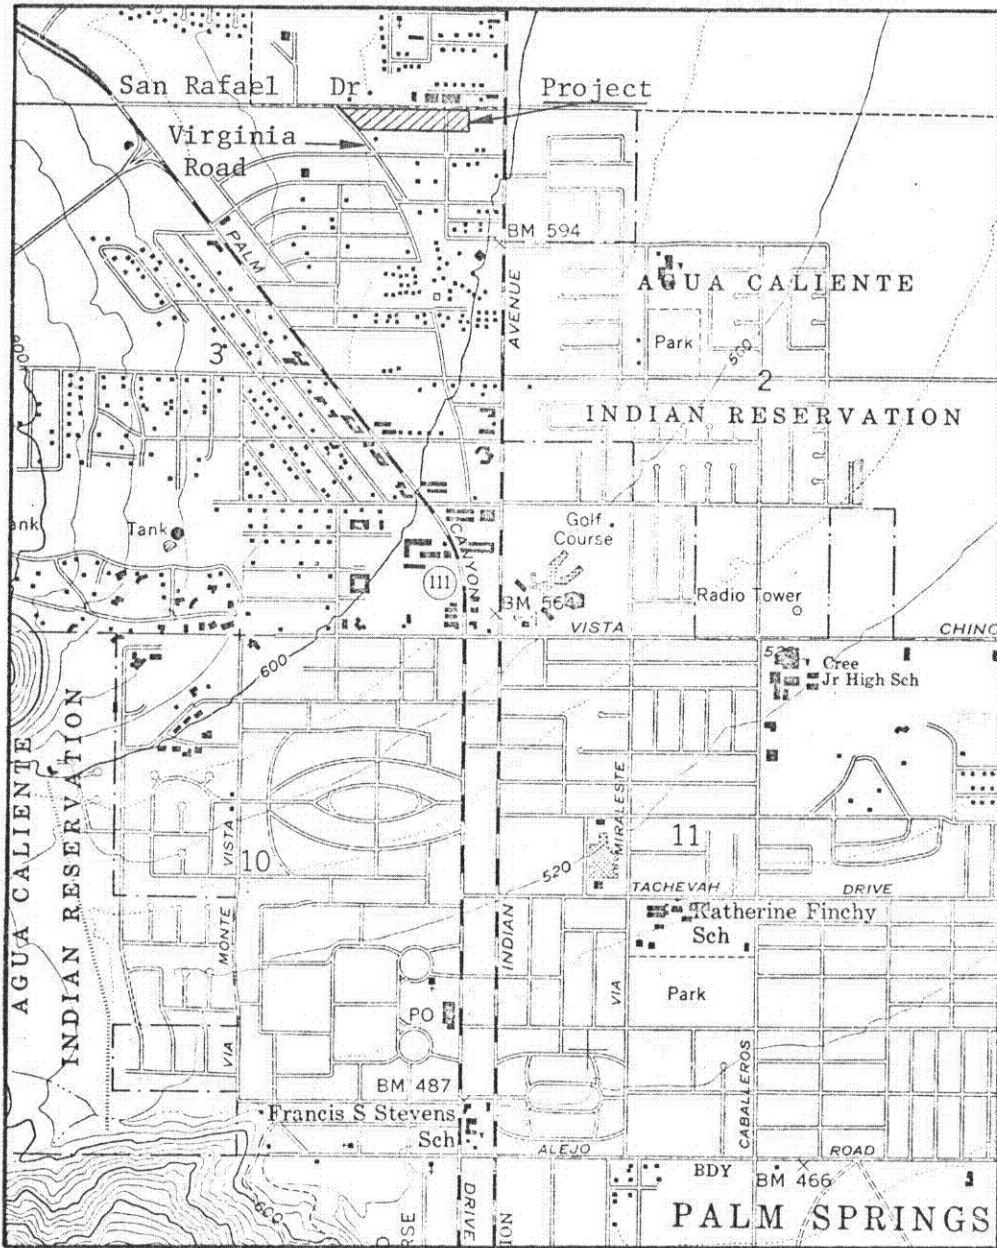 San Rafael Dr.
Project
Virginia
Road
PALM
BM 594
AVENUE
AGUA CALIENTE
Park
600
3
560
2
INDIAN RESERVATION
Tank
Golf
Course
CANYON
111
BM 564
Radio Tower
VISTA
CHINO
600
Cree
Jr High Sch
AGUA CALIENTE
INDIAN RESERVATION
VISTA
10
MIRALESTE
11
520
TACHEVAH
DRIVE
MONTE
INDIAN
Katherine Finchy
Sch
VIA
Park
PO
VIA
BM 487
CABALLEROS
Francis S Stevens
Sch
ALEJO
ROAD
BDY
BM 466
600
DRIVE
PALM SPRINGS